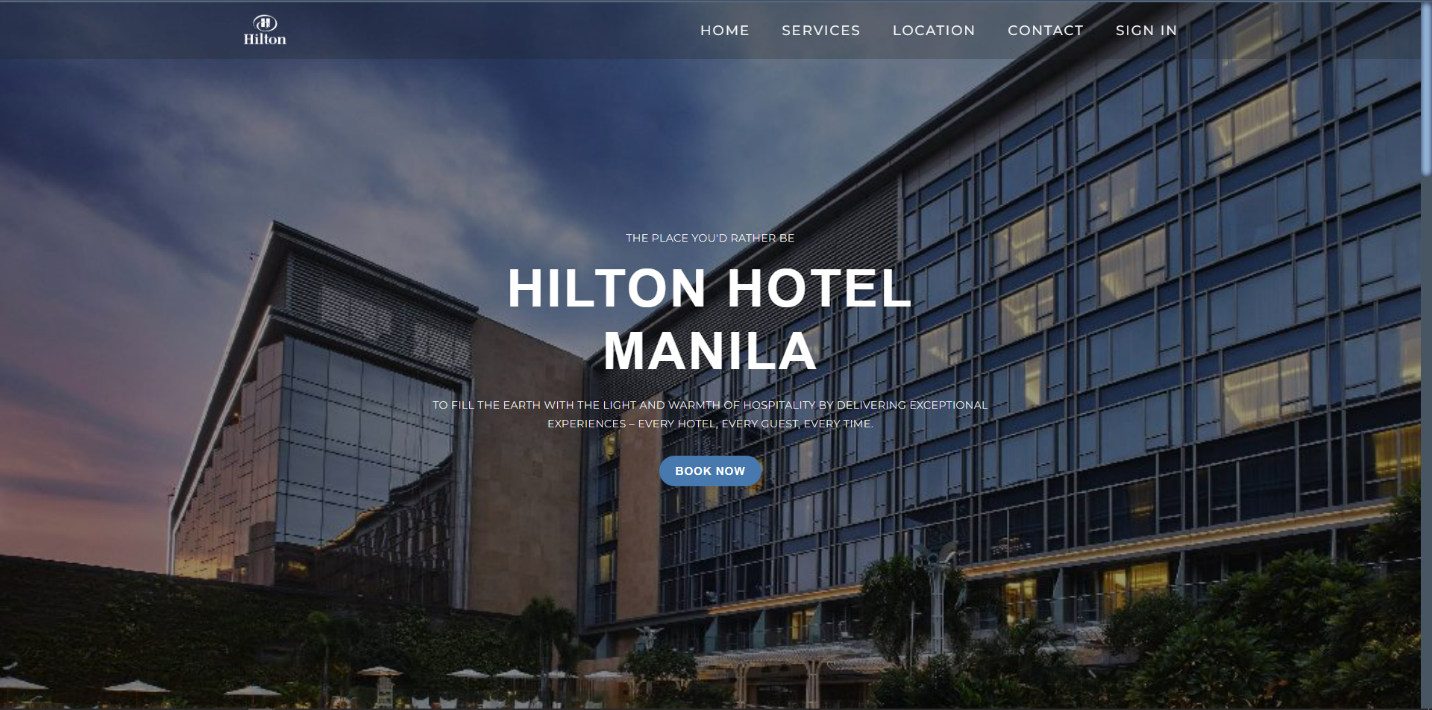 Hilton
HOME SERVICES LOCATION CONTACT SIGN IN
THE PLACE YOU'D RATHER BE
HILTON HOTEL
MANILA
TO FILL THE EARTH WITH THE LIGHT AND WARMTH OF HOSPITALITY BY DELIVERING EXCEPTIONAL
EXPERIENCES – EVERY HOTEL, EVERY GUEST, EVERY TIME.
BOOK NOW